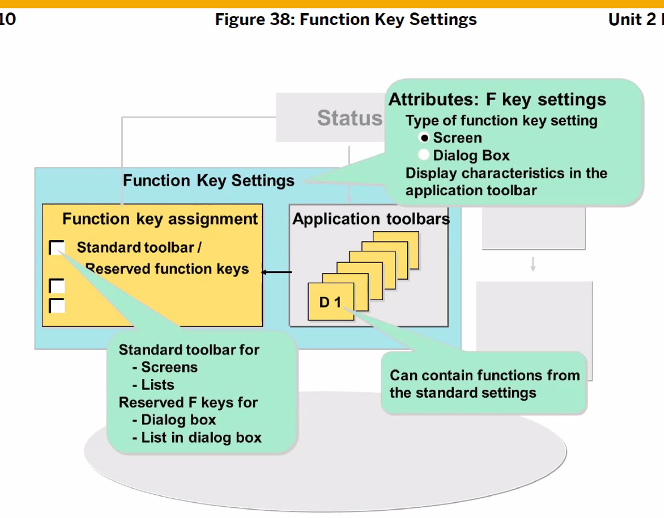 10
Figure 38: Function Key Settings
Unit 2
Status
Attributes: F key settings
Type of function key setting
Screen
Dialog Box
Display characteristics in the
application toolbar
Function Key Settings
Function key assignment
Standard toolbar /
Reserved function keys
Application toolbars
D 1
Standard toolbar for
- Screens
- Lists
Reserved F keys for
- Dialog box
- List in dialog box
Can contain functions from
the standard settings